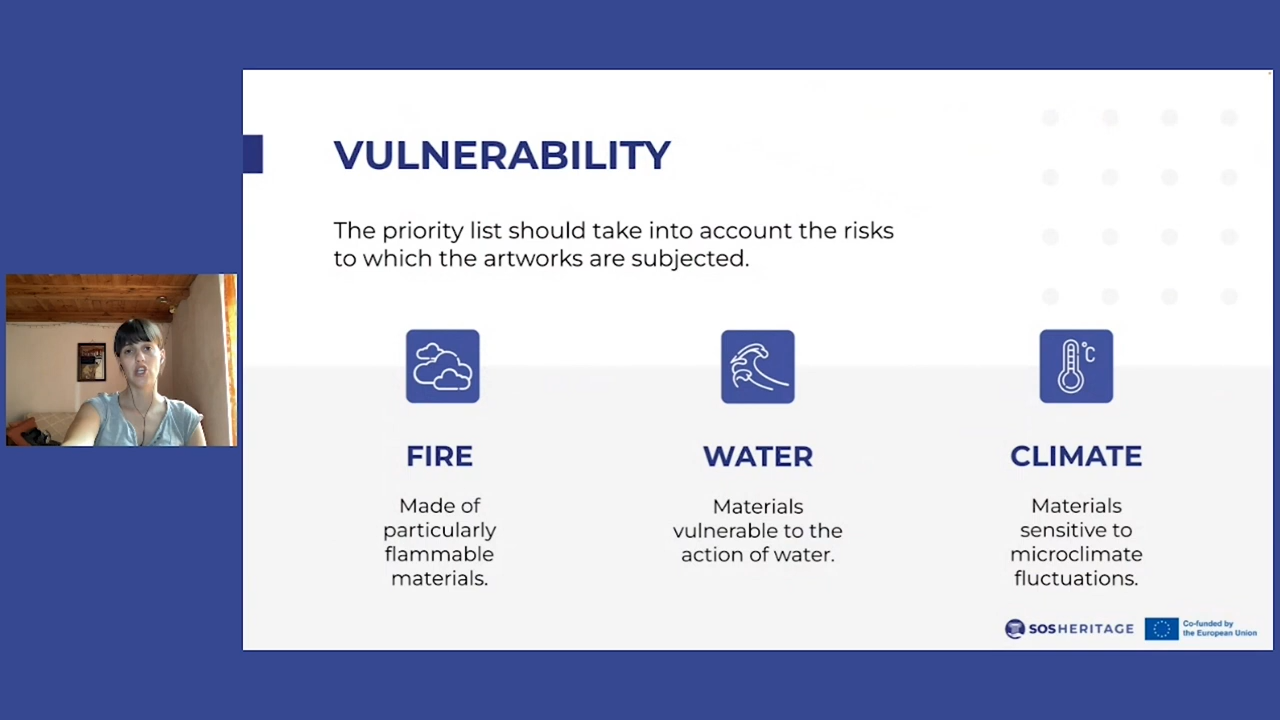 VULNERABILITY
The priority list should take into account the risks
to which the artworks are subjected.
°C
FIRE
WATER
CLIMATE
Made of
particularly
flammable
materials.
Materials
vulnerable to the
action of water.
Materials
sensitive to
microclimate
fluctuations.
SOSHERITAGE
Co-funded by
the European Union